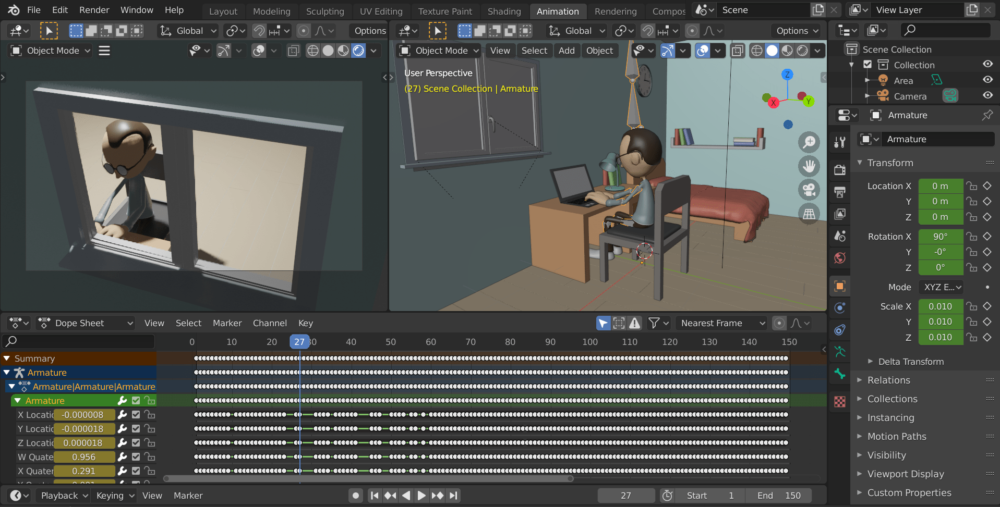 File Edit Render Window Help Layout Modeling Sculpting UV Editing Texture Paint Shading Animation Rendering Compos Scene View Layer
Global Options Global Options
Object Mode Object Mode View Select Add Object
User Perspective
(27) Scene Collection | Armature
Z
X
Y
Scene Collection
Collection
Area
Camera
Armature
Armature
Transform
Location X 0 m
Y 0 m
Z 0 m
Rotation X 90°
Y -0°
Z 0°
Mode XYZ E...
Scale X 0.010
Y 0.010
Z 0.010
Delta Transform
Relations
Collections
Instancing
Motion Paths
Visibility
Viewport Display
Custom Properties
Dope Sheet View Select Marker Channel Key Nearest Frame
0 10 20 27 30 40 50 60 70 80 90 100 110 120 130 140 150
Summary
Armature
Armature|Armature|Armature
Armature
X Locatic -0.000008
Y Locatic -0.000018
Z Locatic 0.000018
W Quate 0.956
X Quater 0.291
Playback Keying View Marker 27 Start 1 End 150